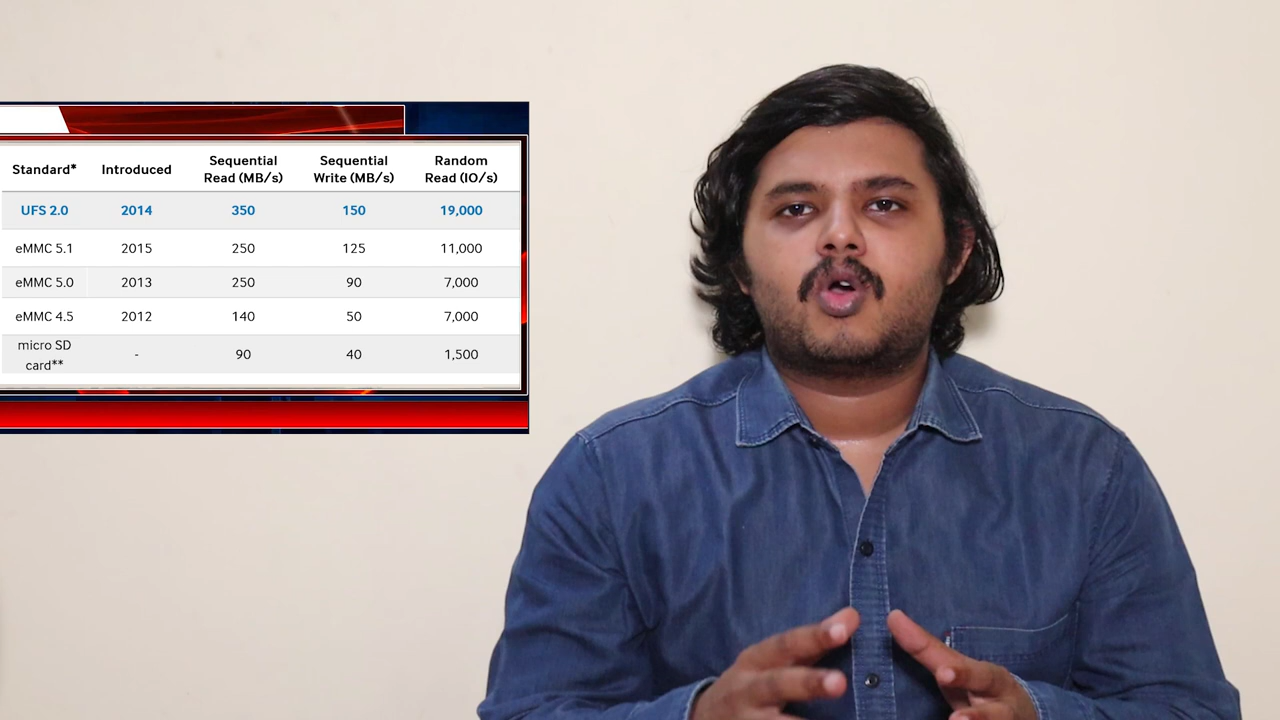 Standard* Introduced Sequential Read (MB/s) Sequential Write (MB/s) Random Read (IO/s)
UFS 2.0 2014 350 150 19,000
eMMC 5.1 2015 250 125 11,000
eMMC 5.0 2013 250 90 7,000
eMMC 4.5 2012 140 50 7,000
micro SD card** - 90 40 1,500